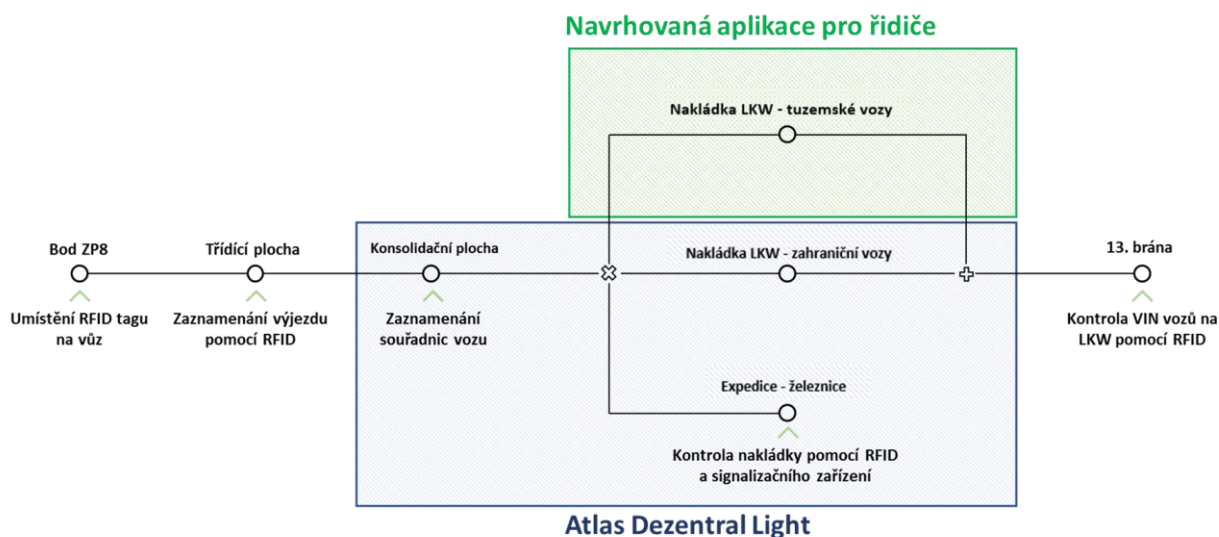 Navrhovaná aplikace pro řidiče
Nakládka LKW - tuzemské vozy
Bod ZP8
Třídící plocha
Konsolidační plocha
Nakládka LKW - zahraniční vozy
13. brána
Umístění RFID tagu
na vůz
Zaznamenání výjezdu
pomocí RFID
Zaznamenání
souřadnic vozu
Kontrola VIN vozů na
LKW pomocí RFID
Expedice - železnice
Kontrola nakládky pomocí RFID
a signalizačního zařízení
Atlas Dezentral Light